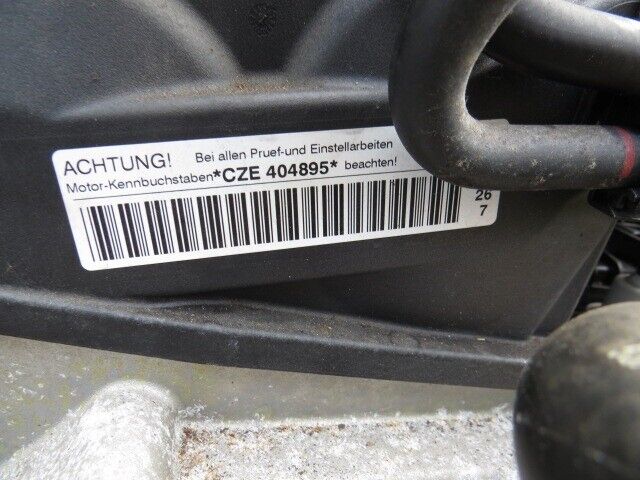 ACHTUNG! Bei allen Pruef-und Einstellarbeiten
Motor-Kennbuchstaben *CZE 404895* beachten!
26
7